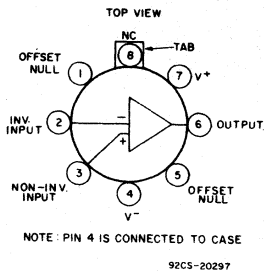 TOP VIEW
NC
8
TAB
OFFSET
NULL
1
7
V+
INV.
INPUT
2
−
+
6
OUTPUT
3
NON-INV.
INPUT
4
V−
5
OFFSET
NULL
NOTE: PIN 4 IS CONNECTED TO CASE
92CS-20297